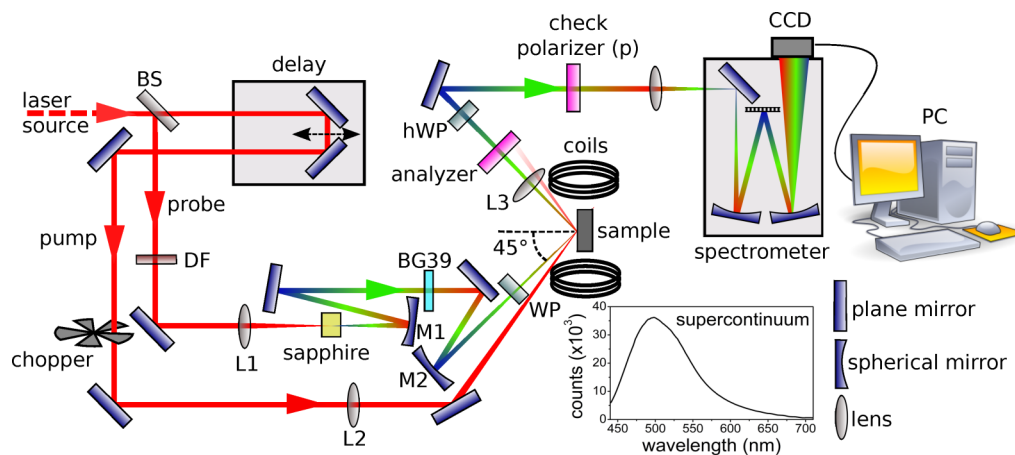 laser
source
BS
delay
pump
probe
DF
chopper
L1
sapphire
BG39
M1
M2
L2
WP
45°
hWP
analyzer
L3
check
polarizer (p)
coils
sample
CCD
spectrometer
PC
supercontinuum
counts (x10³)
40
30
20
10
0
450 500 550 600 650 700
wavelength (nm)
plane mirror
spherical mirror
lens